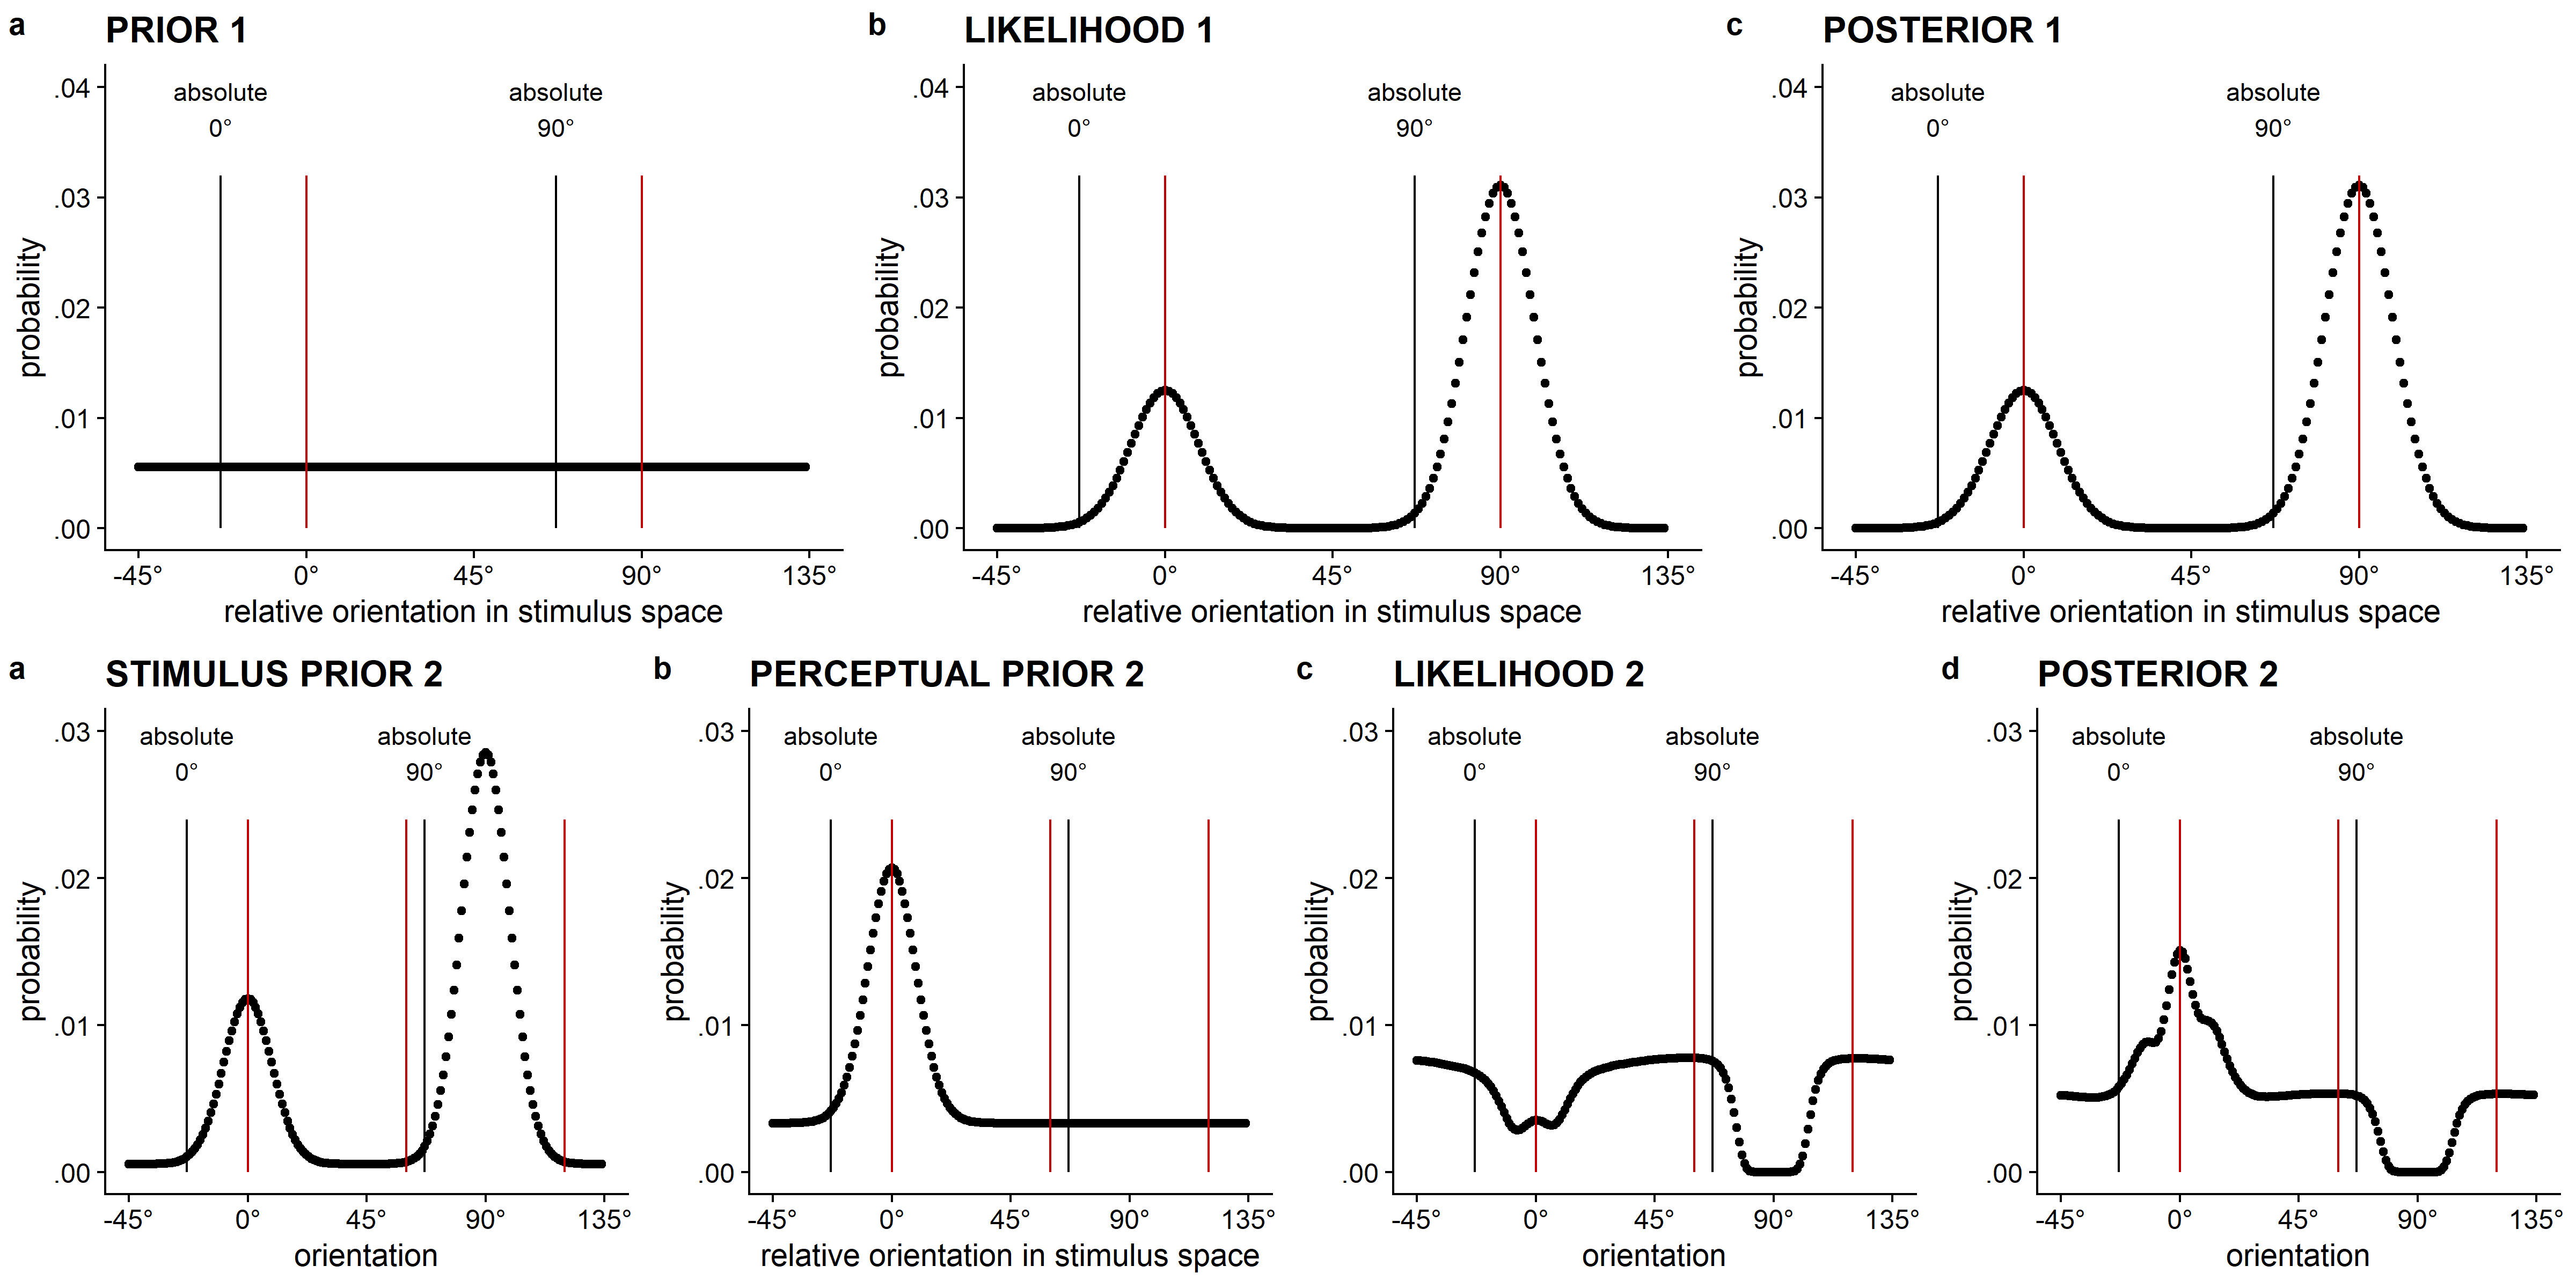 a PRIOR 1
.04
.03
.02
.01
.00
probability
absolute
0°
absolute
90°
-45° 0° 45° 90° 135°
relative orientation in stimulus space
b LIKELIHOOD 1
.04
.03
.02
.01
.00
probability
absolute
0°
absolute
90°
-45° 0° 45° 90° 135°
relative orientation in stimulus space
c POSTERIOR 1
.04
.03
.02
.01
.00
probability
absolute
0°
absolute
90°
-45° 0° 45° 90° 135°
relative orientation in stimulus space
a STIMULUS PRIOR 2
.03
.02
.01
.00
probability
absolute
0°
absolute
90°
-45° 0° 45° 90° 135°
orientation
b PERCEPTUAL PRIOR 2
.03
.02
.01
.00
probability
absolute
0°
absolute
90°
-45° 0° 45° 90° 135°
relative orientation in stimulus space
c LIKELIHOOD 2
.03
.02
.01
.00
probability
absolute
0°
absolute
90°
-45° 0° 45° 90° 135°
orientation
d POSTERIOR 2
.03
.02
.01
.00
probability
absolute
0°
absolute
90°
-45° 0° 45° 90° 135°
orientation